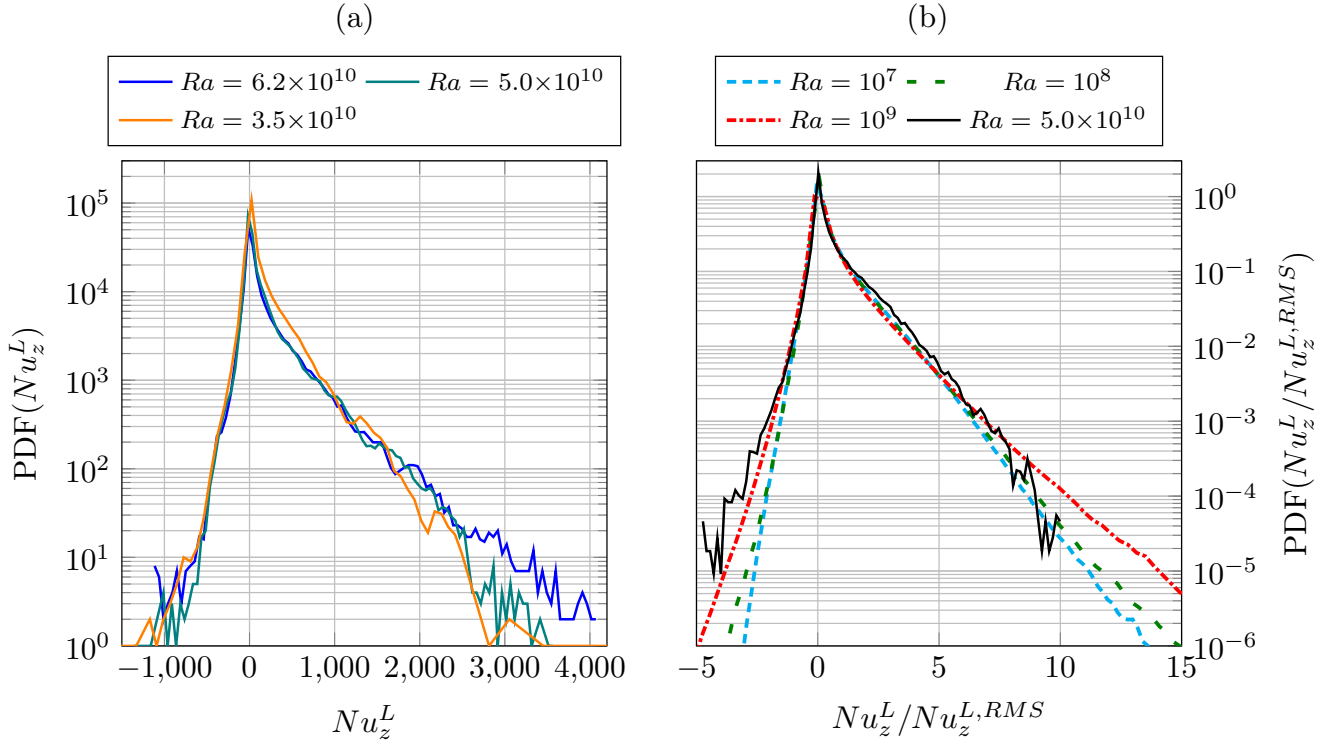 (a)
Ra = 6.2×10^10 Ra = 5.0×10^10
Ra = 3.5×10^10
10^5
10^4
10^3
10^2
10^1
10^0
PDF(Nu_z^L)
−1,000 0 1,000 2,000 3,000 4,000
Nu_z^L
(b)
Ra = 10^7 Ra = 10^8
Ra = 10^9 Ra = 5.0×10^10
10^0
10^−1
10^−2
10^−3
10^−4
10^−5
10^−6
PDF(Nu_z^L/Nu_z^{L,RMS})
−5 0 5 10 15
Nu_z^L/Nu_z^{L,RMS}